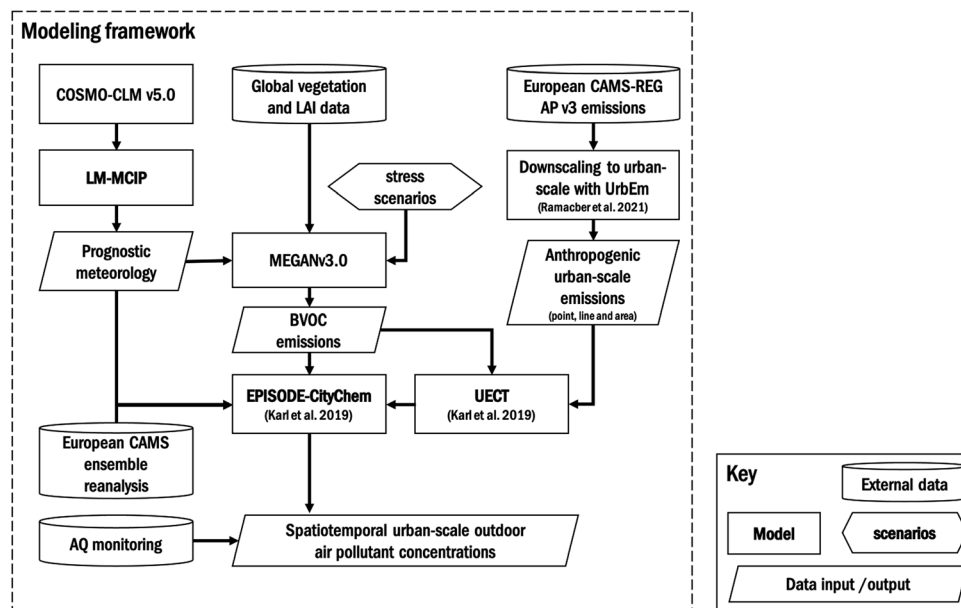 Modeling framework
COSMO-CLM v5.0
Global vegetation
and LAI data
European CAMS-REG
AP v3 emissions
LM-MCIP
stress
scenarios
Downscaling to urban-
scale with UrbEm
(Ramacber et al. 2021)
Prognostic
meteorology
MEGANv3.0
Anthropogenic
urban-scale
emissions
(point, line and area)
BVOC
emissions
EPISODE-CityChem
(Karl et al. 2019)
UECT
(Karl et al. 2019)
European CAMS
ensemble
reanalysis
AQ monitoring
Spatiotemporal urban-scale outdoor
air pollutant concentrations
Key
External data
Model
scenarios
Data input /output